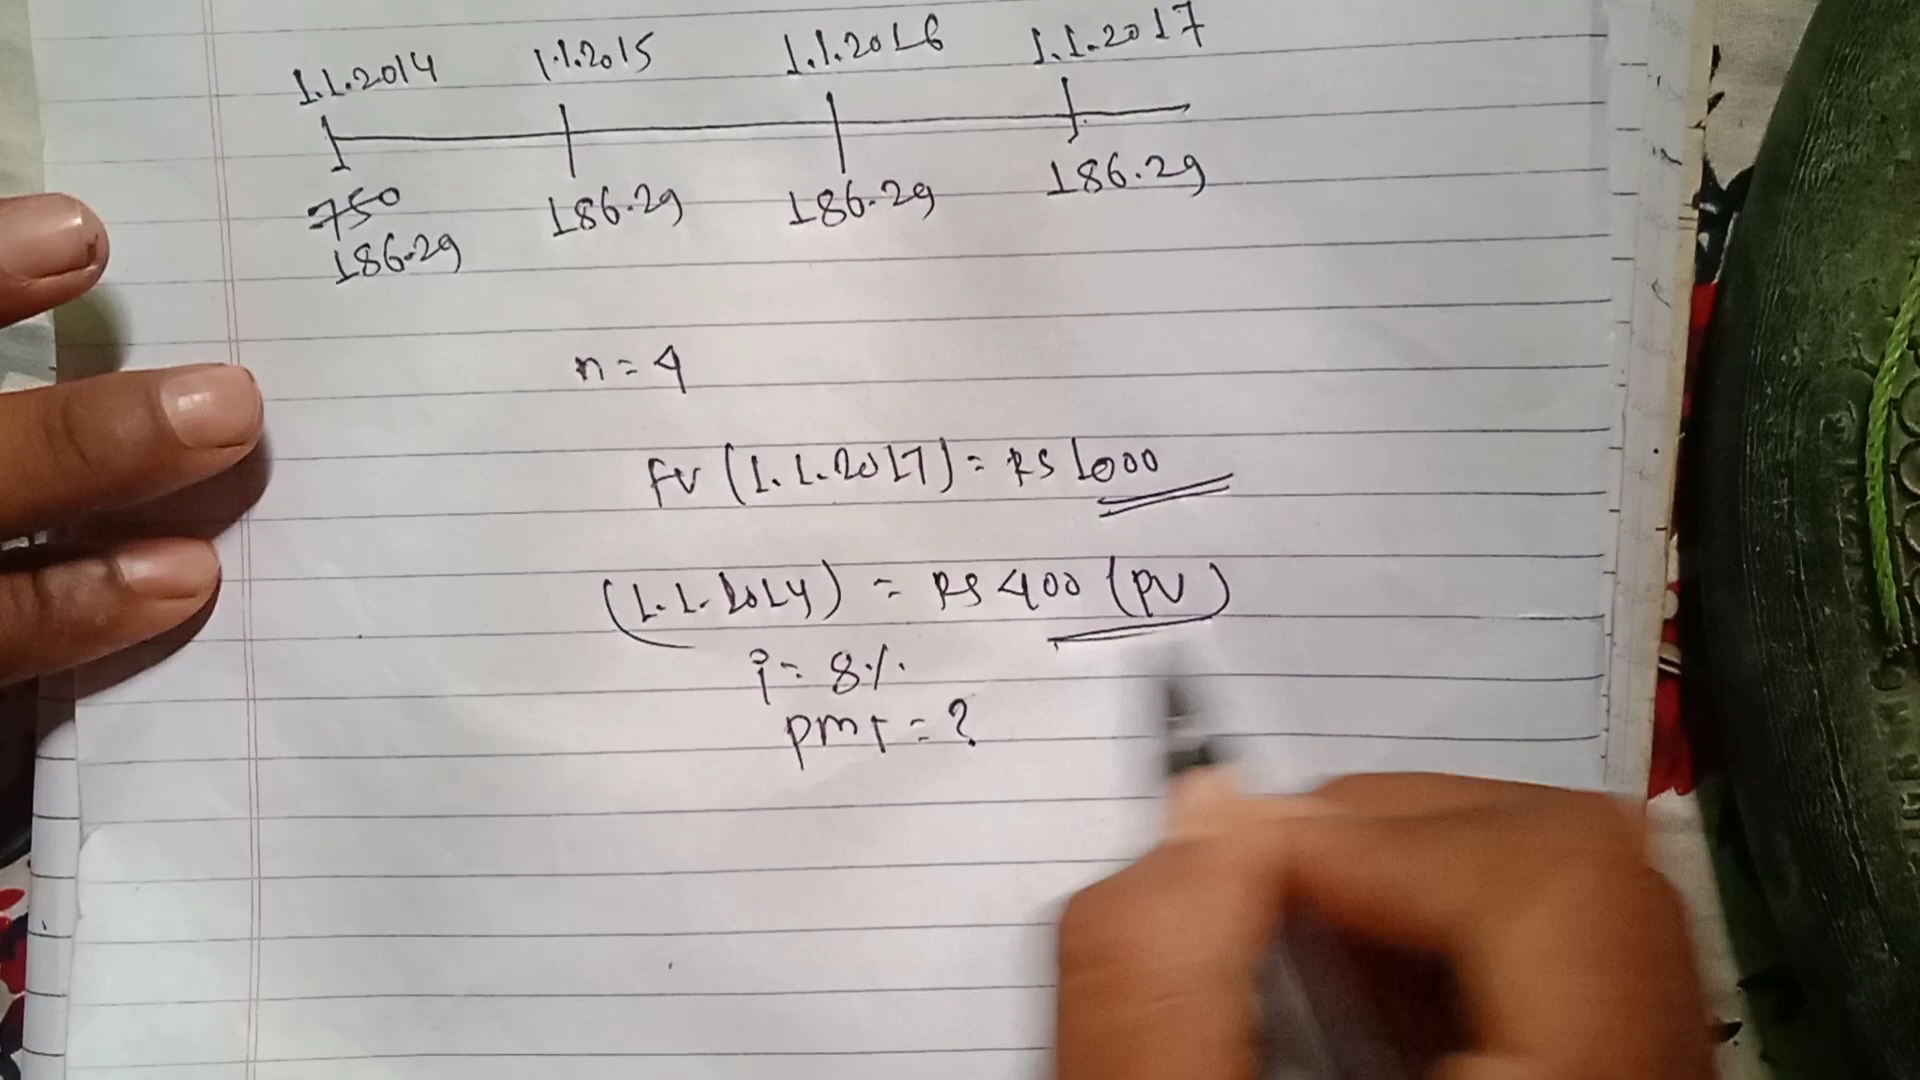 1.1.2014 1.1.2015 1.1.2016 1.1.2017
750 186.29 186.29 186.29
186.29
n = 4
FV (1.1.2017) = RS 1000
(1.1.2014) = RS 400 (PV)
i = 8%
PMT = ?